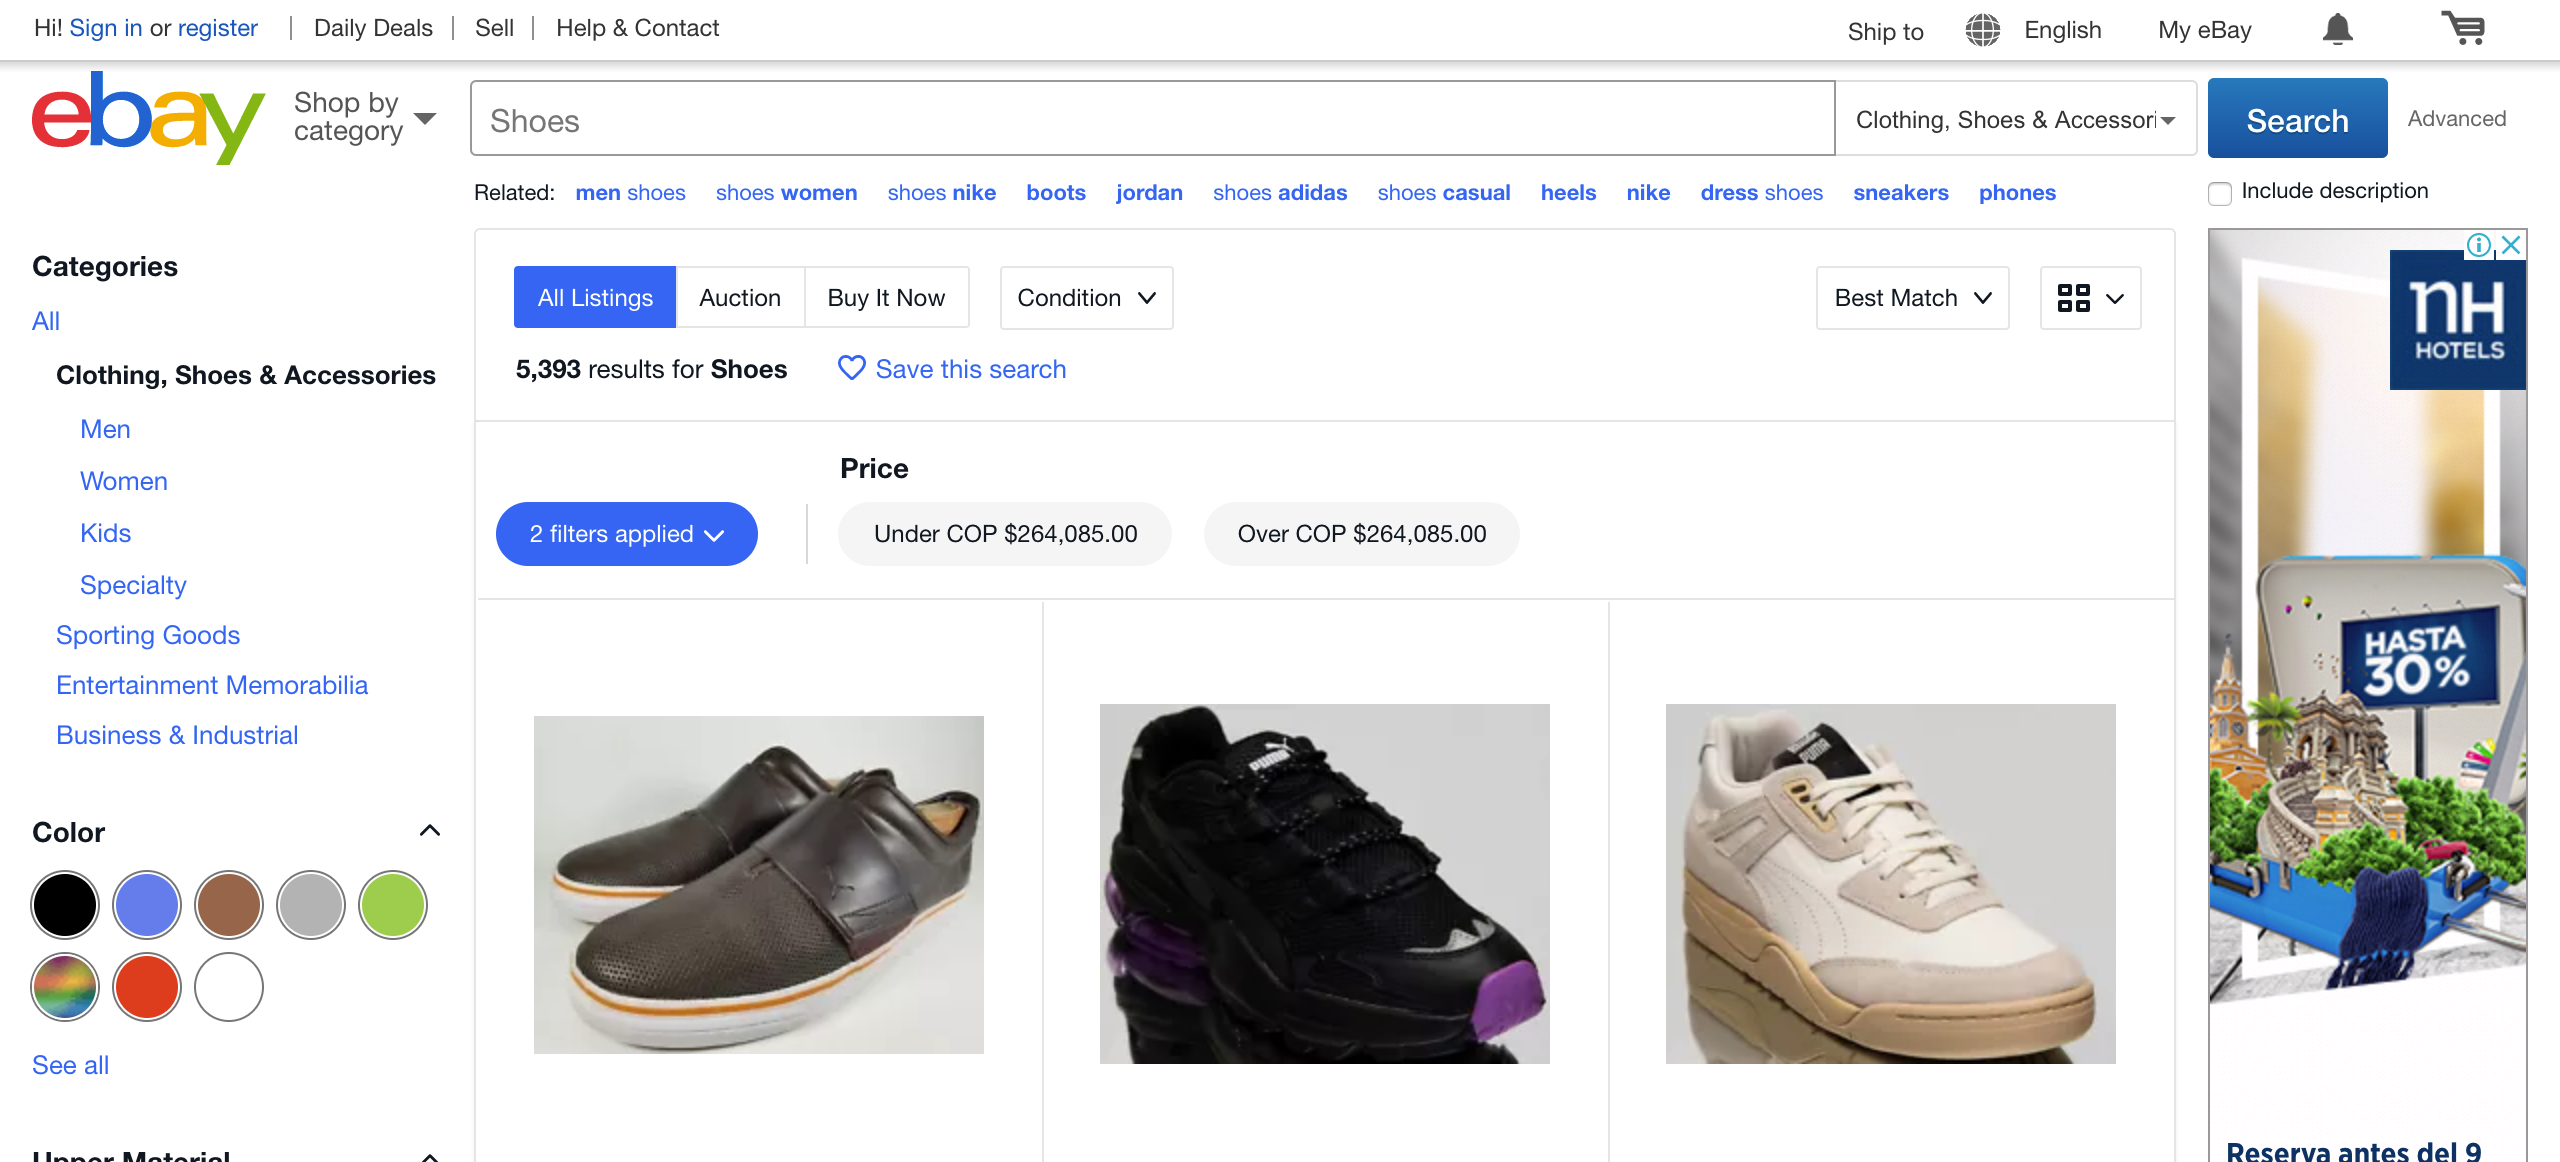 Hi! Sign in or register | Daily Deals | Sell | Help & Contact
Ship to English My eBay
ebay
Shop by
category
Shoes
Clothing, Shoes & Accessori
Search
Advanced
Related: men shoes shoes women shoes nike boots jordan shoes adidas shoes casual heels nike dress shoes sneakers phones
Include description
Categories
All
Clothing, Shoes & Accessories
Men
Women
Kids
Specialty
Sporting Goods
Entertainment Memorabilia
Business & Industrial
Color
See all
Upper Material
All Listings Auction Buy It Now Condition
Best Match
5,393 results for Shoes Save this search
Price
2 filters applied Under COP $264,085.00 Over COP $264,085.00
PUMA
PUMA
nH
HOTELS
HASTA
30%
Reserva antes del 9